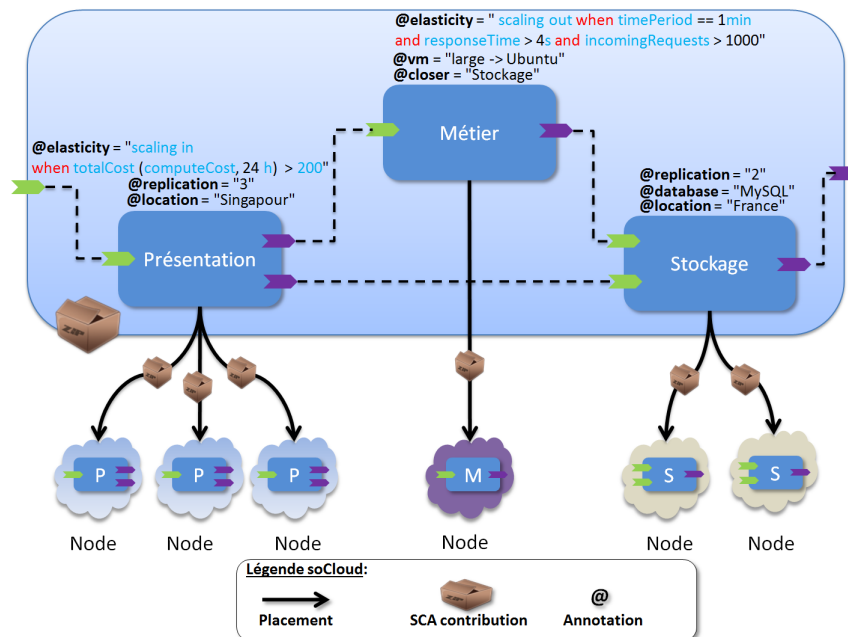 @elasticity = "scaling out when timePeriod == 1min
and responseTime > 4s and incomingRequests > 1000"
@vm = "large -> Ubuntu"
@closer = "Stockage"
Métier
@elasticity = "scaling in
when totalCost (computeCost, 24 h) > 200"
@replication = "3"
@location = "Singapour"
Présentation
@replication = "2"
@database = "MySQL"
@location = "France"
Stockage
ZIP
P
P
P
M
S
S
Node
Node
Node
Node
Node
Node
Légende soCloud:
Placement
SCA contribution
@
Annotation